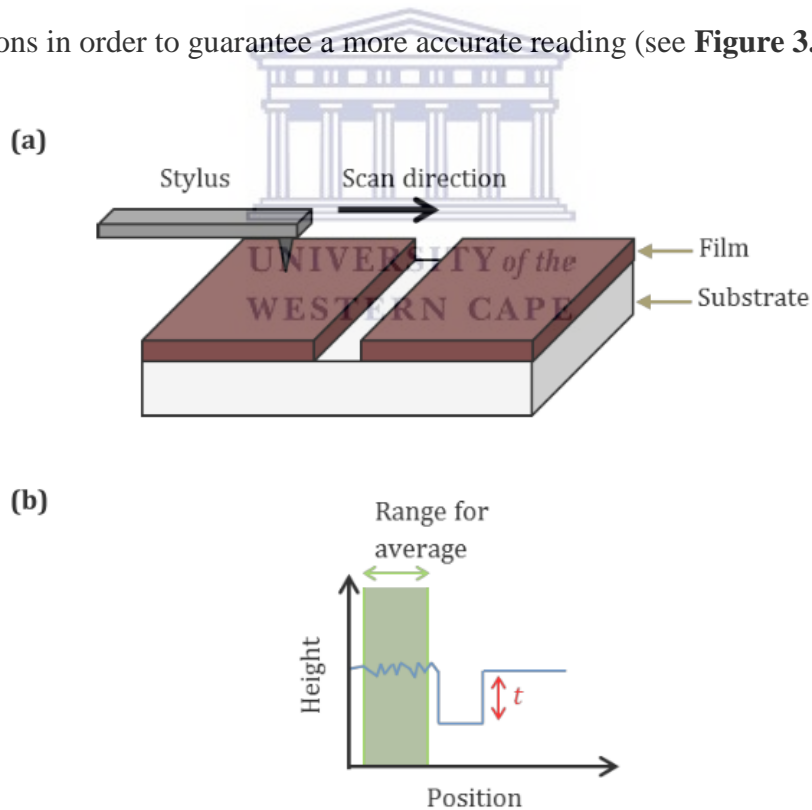 ons in order to guarantee a more accurate reading (see Figure 3.
(a)
Stylus
Scan direction
Film
UNIVERSITY of the
Substrate
WESTERN CAPE
(b)
Range for
average
Height
t
Position